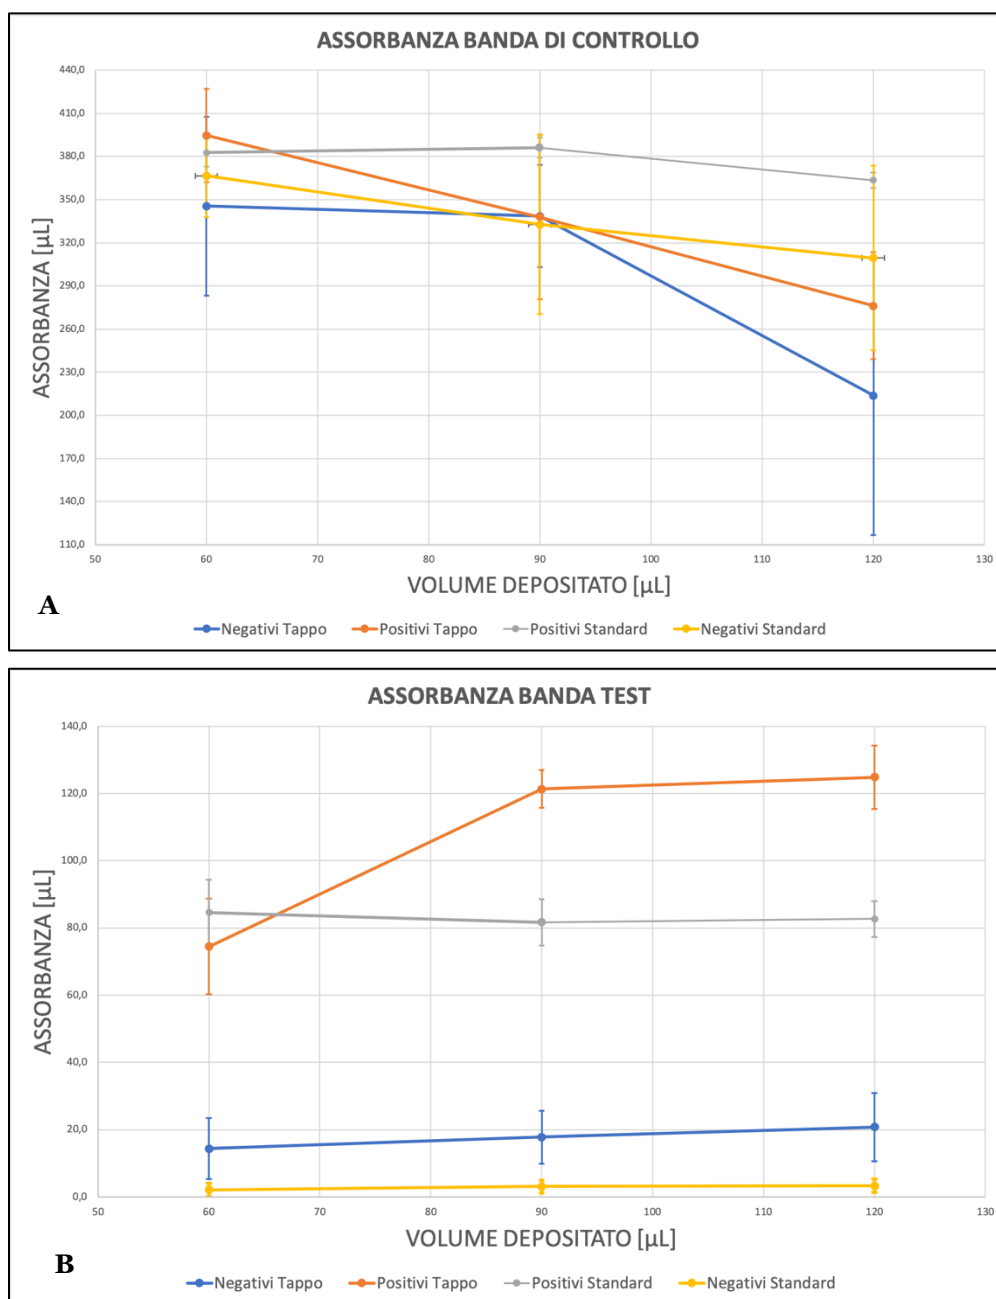 ASSORBANZA BANDA DI CONTROLLO
ASSORBANZA [µL]
440,0
410,0
380,0
350,0
320,0
290,0
260,0
230,0
200,0
170,0
140,0
110,0
50 60 70 80 90 100 110 120 130
VOLUME DEPOSITATO [µL]
A
Negativi Tappo Positivi Tappo Positivi Standard Negativi Standard
ASSORBANZA BANDA TEST
ASSORBANZA [µL]
140,0
120,0
100,0
80,0
60,0
40,0
20,0
0,0
50 60 70 80 90 100 110 120 130
VOLUME DEPOSITATO [µL]
B
Negativi Tappo Positivi Tappo Positivi Standard Negativi Standard